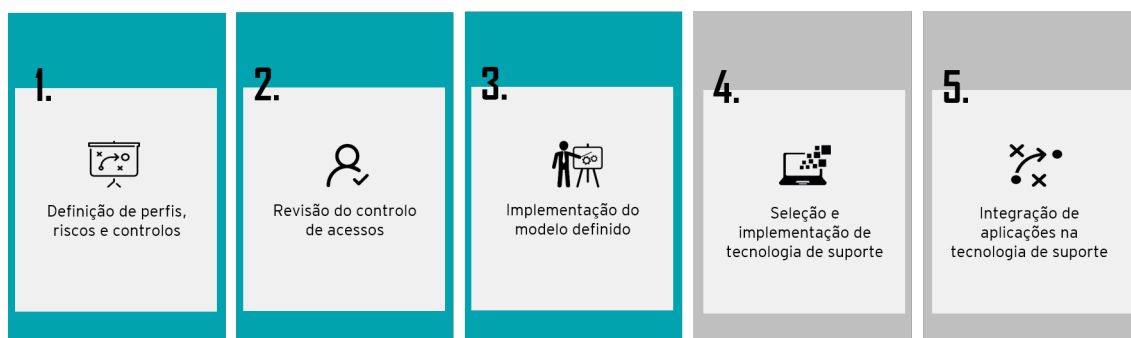 1.
Definição de perfis,
riscos e controlos
2.
Revisão do controlo
de acessos
3.
Implementação do
modelo definido
4.
Seleção e
implementação de
tecnologia de suporte
5.
Integração de
aplicações na
tecnologia de suporte